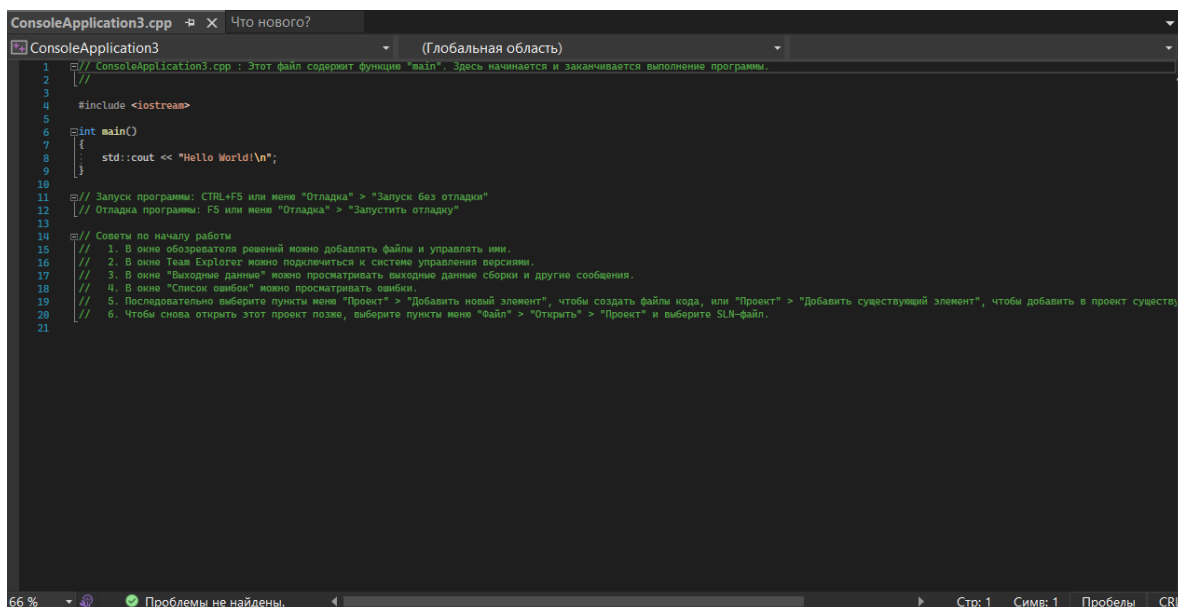 ConsoleApplication3.cpp Что нового?
ConsoleApplication3 (Глобальная область)
1 // ConsoleApplication3.cpp : Этот файл содержит функцию "main". Здесь начинается и заканчивается выполнение программы.
2 //
3
4 #include <iostream>
5
6 int main()
7 {
8 std::cout << "Hello World!\n";
9 }
10
11 // Запуск программы: CTRL+F5 или меню "Отладка" > "Запуск без отладки"
12 // Отладка программы: F5 или меню "Отладка" > "Запустить отладку"
13
14 // Советы по началу работы
15 // 1. В окне обозревателя решений можно добавлять файлы и управлять ими.
16 // 2. В окне Team Explorer можно подключиться к системе управления версиями.
17 // 3. В окне "Выходные данные" можно просматривать выходные данные сборки и другие сообщения.
18 // 4. В окне "Список ошибок" можно просматривать ошибки.
19 // 5. Последовательно выберите пункты меню "Проект" > "Добавить новый элемент", чтобы создать файлы кода, или "Проект" > "Добавить существующий элемент", чтобы добавить в проект существу
20 // 6. Чтобы снова открыть этот проект позже, выберите пункты меню "Файл" > "Открыть" > "Проект" и выберите SLN-файл.
21
66 % Проблемы не найдены. Стр: 1 Симв: 1 Пробелы